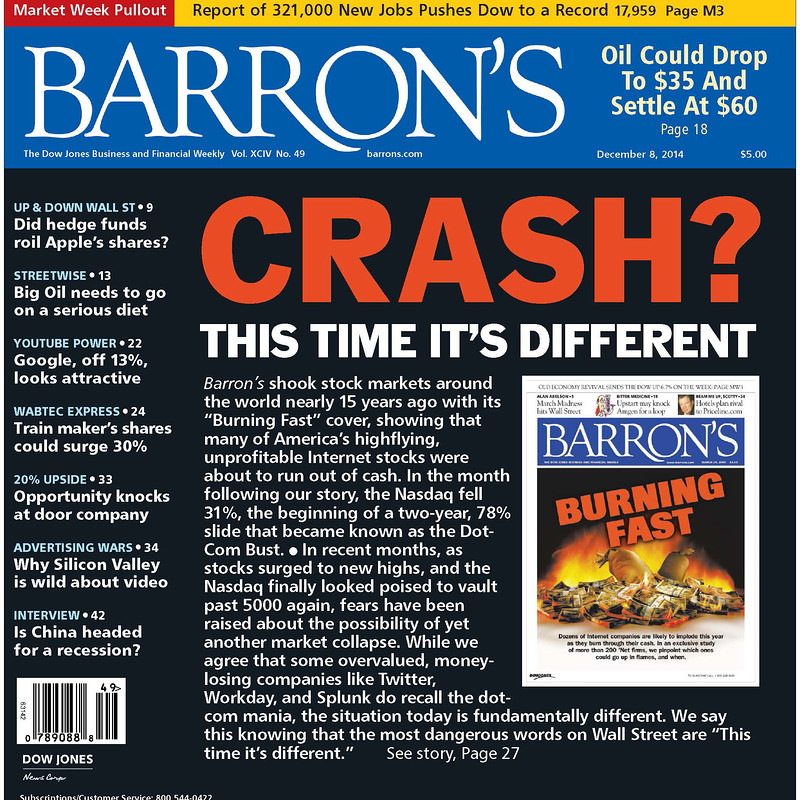 Market Week Pullout
Report of 321,000 New Jobs Pushes Dow to a Record 17,959 Page M3
BARRON'S
The Dow Jones Business and Financial Weekly Vol. XCIV No. 49
barrons.com
Oil Could Drop
To $35 And
Settle At $60
Page 18
December 8, 2014
$5.00
UP & DOWN WALL ST • 9
Did hedge funds
roil Apple's shares?
STREETWISE • 13
Big Oil needs to go
on a serious diet
YOUTUBE POWER • 22
Google, off 13%,
looks attractive
WABTEC EXPRESS • 24
Train maker's shares
could surge 30%
20% UPSIDE • 33
Opportunity knocks
at door company
ADVERTISING WARS • 34
Why Silicon Valley
is wild about video
INTERVIEW • 42
Is China headed
for a recession?
49>
63142
0 789088 8
DOW JONES
News Corp
Subscriptions/Customer Service: 800 544-0422
CRASH?
THIS TIME IT'S DIFFERENT
Barron's shook stock markets around
the world nearly 15 years ago with its
"Burning Fast" cover, showing that
many of America's highflying,
unprofitable Internet stocks were
about to run out of cash. In the month
following our story, the Nasdaq fell
31%, the beginning of a two-year, 78%
slide that became known as the Dot-
Com Bust. ● In recent months, as
stocks surged to new highs, and the
Nasdaq finally looked poised to vault
past 5000 again, fears have been
raised about the possibility of yet
another market collapse. While we
agree that some overvalued, money-
losing companies like Twitter,
Workday, and Splunk do recall the dot-
com mania, the situation today is fundamentally different. We say
this knowing that the most dangerous words on Wall Street are "This
time it's different." See story, Page 27
OLD ECONOMY REVIVAL SENDS THE DOW UP 6.7% ON THE WEEK: PAGE MW3
ALAN ABELSON • 5
March Madness
hits Wall Street
BITTER MEDICINE • 19
Upstart may knock
Amgen for a loop
BEAM ME UP, SCOTTY • 24
Hotels plan rival
to Priceline.com
BARRON'S
BURNING
FAST
Dozens of Internet companies are likely to implode this year
as they burn through their cash. In an exclusive study
of more than 200 'Net firms, we pinpoint which ones
could go up in flames, and when.